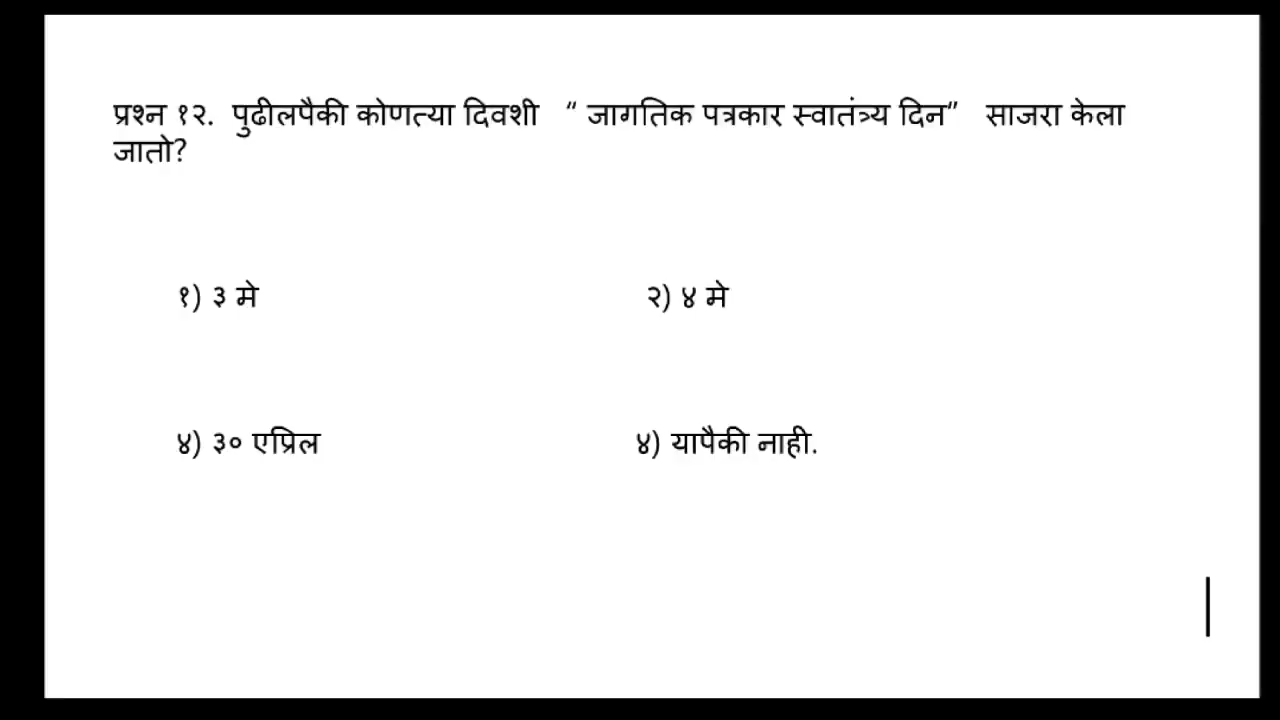 प्रश्न १२. पुढीलपैकी कोणत्या दिवशी “ जागतिक पत्रकार स्वातंत्र्य दिन” साजरा केला
जातो?
१) ३ मे २) ४ मे
४) ३० एप्रिल ४) यापैकी नाही.